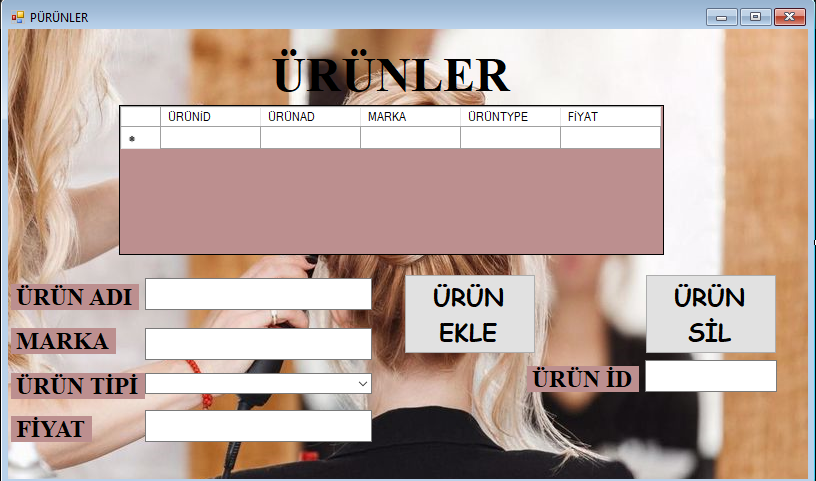 PÜRÜNLER
ÜRÜNLER
ÜRÜNİD ÜRÜNAD MARKA ÜRÜNTYPE FİYAT
ÜRÜN ADI
MARKA
ÜRÜN TİPİ
FİYAT
ÜRÜN
EKLE
ÜRÜN
SİL
ÜRÜN İD